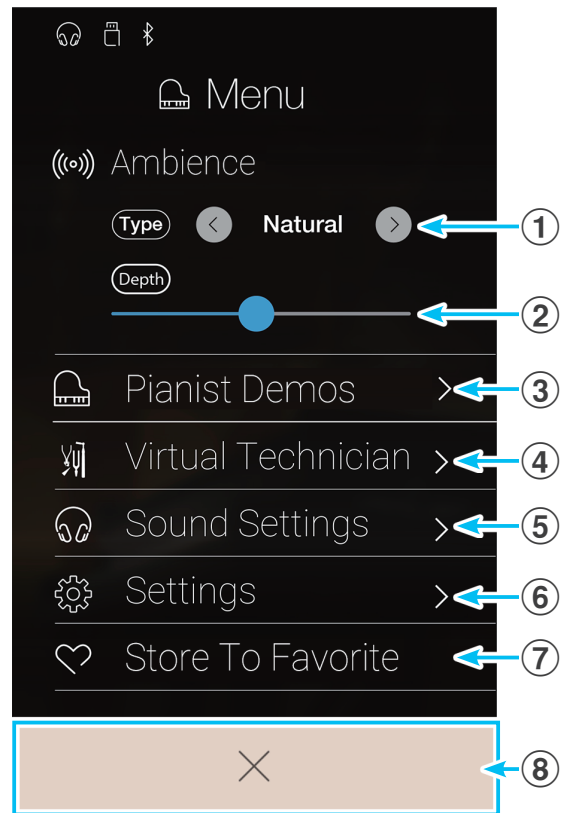 Menu
Ambience
Type Natural 1
Depth
2
Pianist Demos 3
Virtual Technician 4
Sound Settings 5
Settings 6
Store To Favorite 7
8